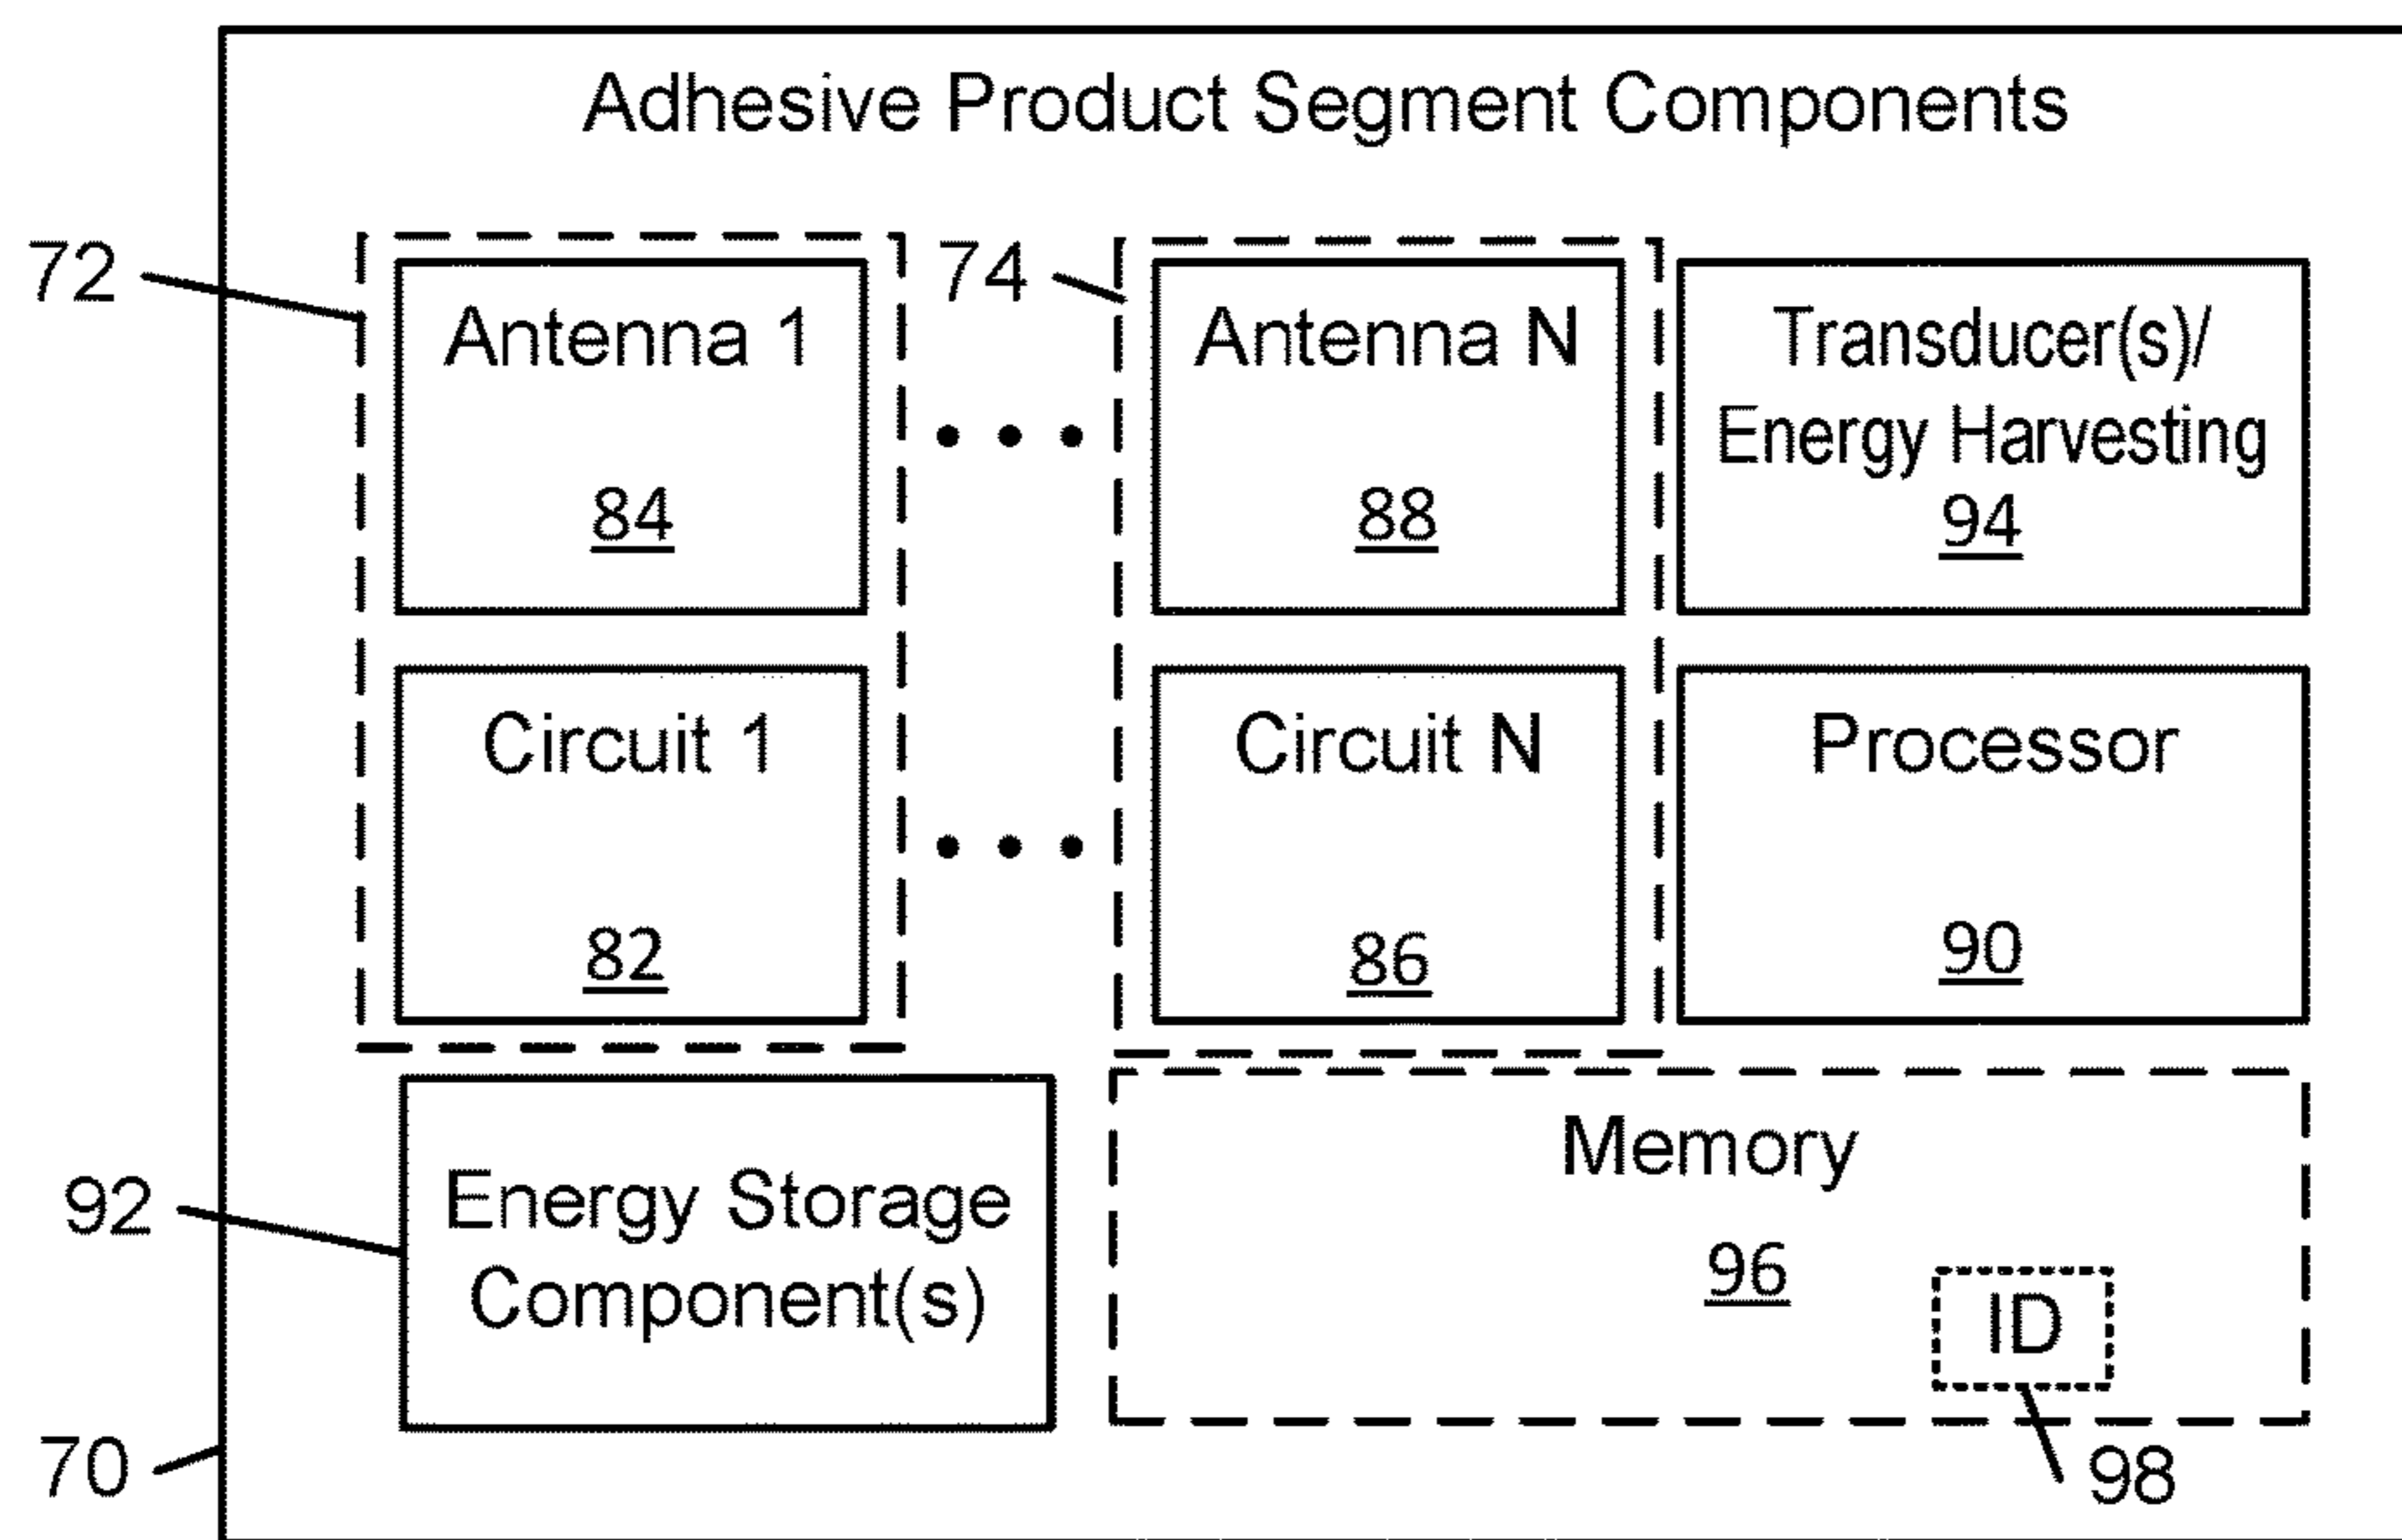 Adhesive Product Segment Components
72
Antenna 1
84
74
Antenna N
88
Transducer(s)/
Energy Harvesting
94
Circuit 1
82
Circuit N
86
Processor
90
92
Energy Storage
Component(s)
Memory
96
ID
70
98